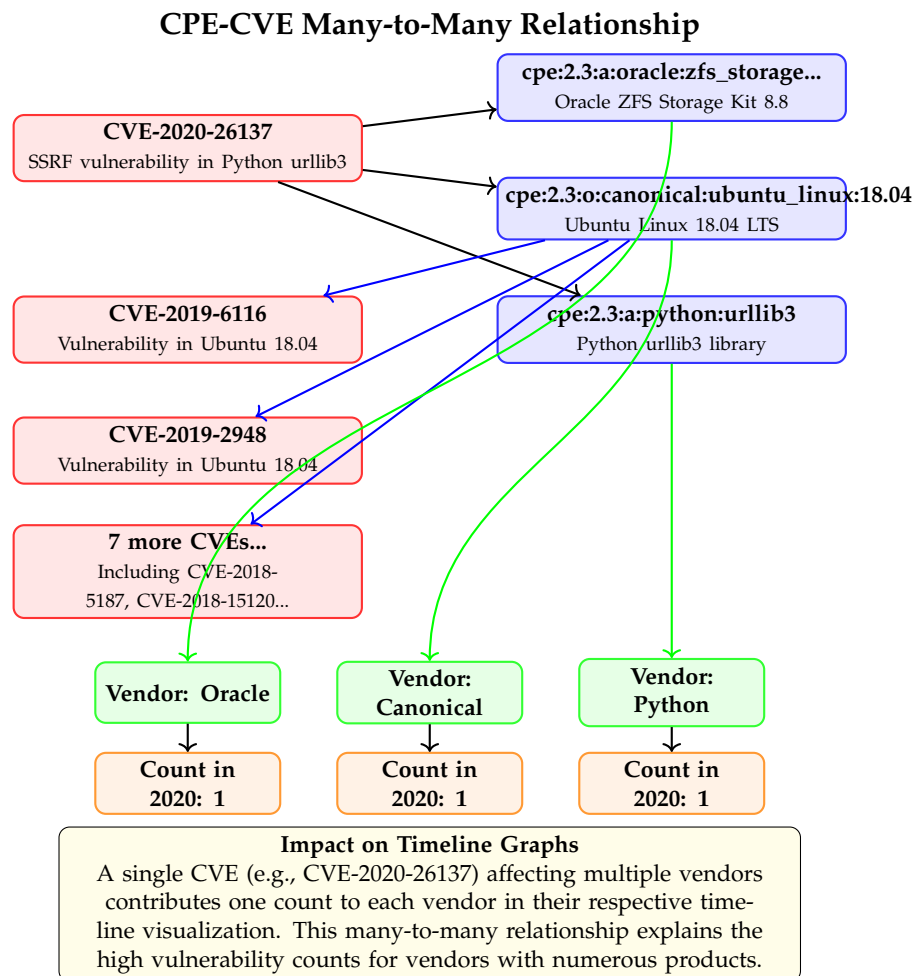 CPE-CVE Many-to-Many Relationship
cpe:2.3:a:oracle:zfs_storage...
Oracle ZFS Storage Kit 8.8
CVE-2020-26137
SSRF vulnerability in Python urllib3
cpe:2.3:o:canonical:ubuntu_linux:18.04
Ubuntu Linux 18.04 LTS
CVE-2019-6116
Vulnerability in Ubuntu 18.04
cpe:2.3:a:python:urllib3
Python urllib3 library
CVE-2019-2948
Vulnerability in Ubuntu 18.04
7 more CVEs...
Including CVE-2018-
5187, CVE-2018-15120...
Vendor: Oracle
Vendor:
Canonical
Vendor:
Python
Count in
2020: 1
Count in
2020: 1
Count in
2020: 1
Impact on Timeline Graphs
A single CVE (e.g., CVE-2020-26137) affecting multiple vendors
contributes one count to each vendor in their respective time-
line visualization. This many-to-many relationship explains the
high vulnerability counts for vendors with numerous products.